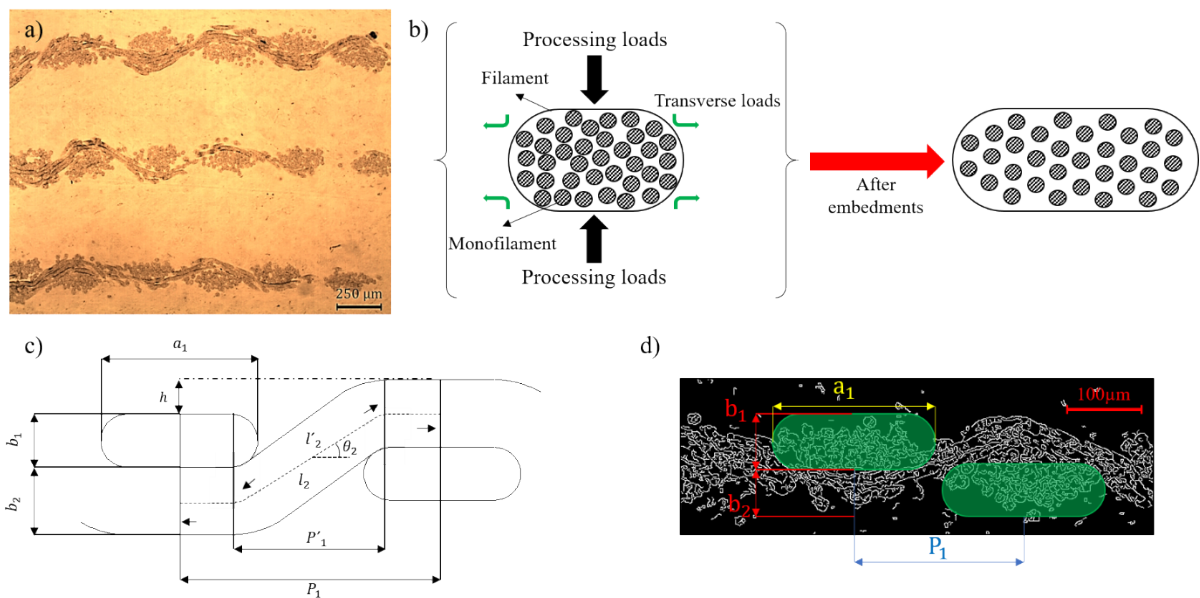 a)
250 μm
b)
Processing loads
Filament
Transverse loads
Monofilament
Processing loads
After
embedments
c)
a₁
h
b₁
b₂
l′₂
θ₂
l₂
P′₁
P₁
d)
100μm
a₁
b₁
b₂
P₁